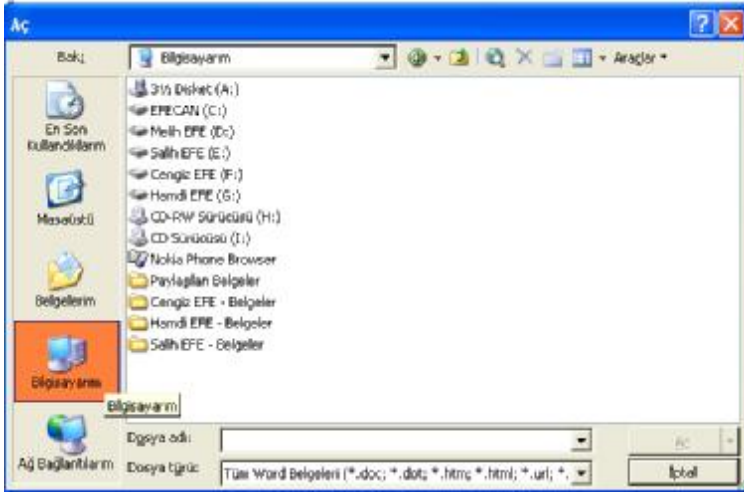 Aç
Bak:
Bilgisayarım
Araçlar
3½ Disket (A:)
EFECAN (C:)
Melih EFE (D:)
Salih EFE (E:)
Cengiz EFE (F:)
Hamdi EFE (G:)
CD-RW Sürücüsü (H:)
CD Sürücüsü (I:)
Nokia Phone Browser
Paylaşılan Belgeler
Cengiz EFE - Belgeler
Hamdi EFE - Belgeler
Salih EFE - Belgeler
En Son
Kullandıklarım
Masaüstü
Belgelerim
Bilgisayarım
Bilgisayarım
Ağ Bağlantılarım
Dosya adı:
Aç
Dosya türü:
Tüm Word Belgeleri (*.doc; *.dot; *.htm; *.html; *.url; *.
İptal